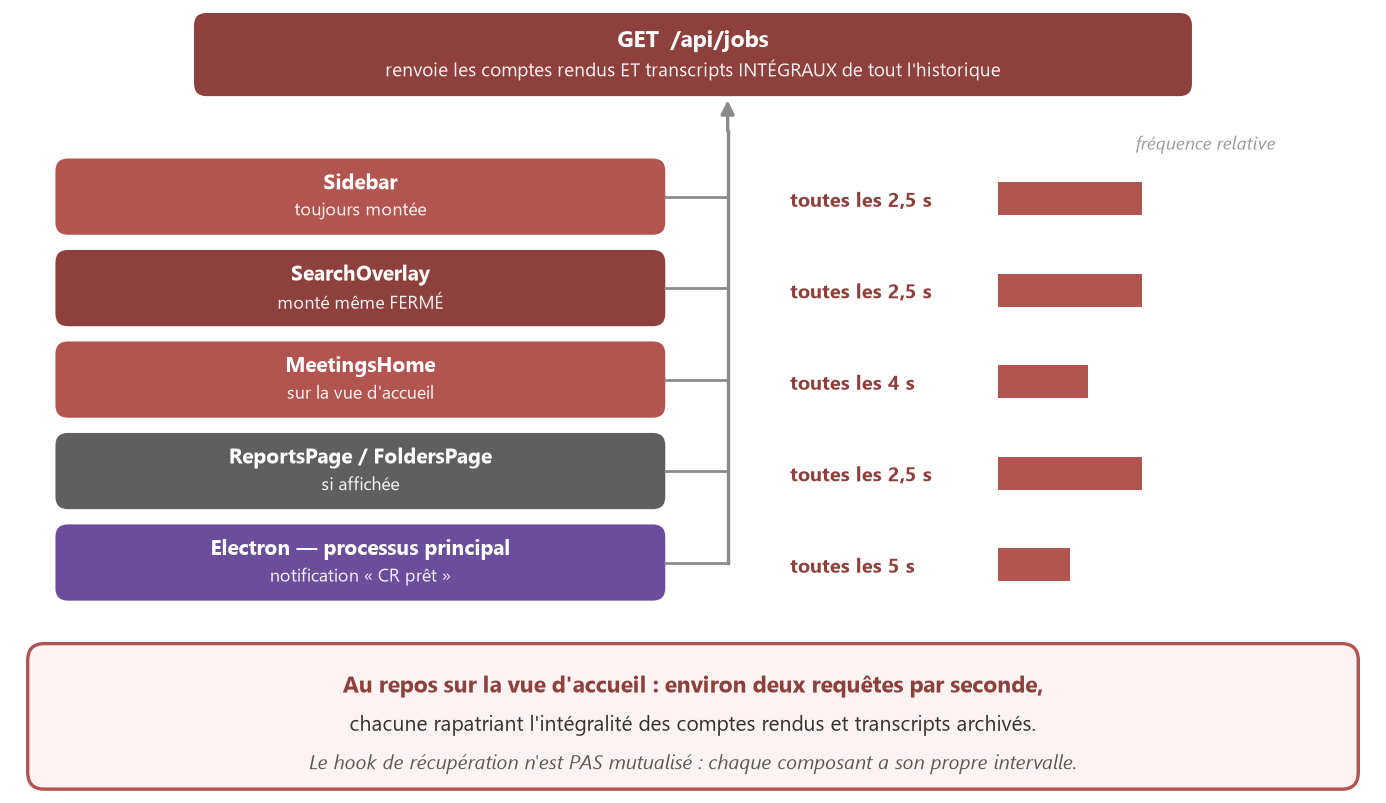 GET /api/jobs
renvoie les comptes rendus ET transcripts INTÉGRAUX de tout l'historique
fréquence relative
Sidebar
toujours montée
toutes les 2,5 s
SearchOverlay
monté même FERMÉ
toutes les 2,5 s
MeetingsHome
sur la vue d'accueil
toutes les 4 s
ReportsPage / FoldersPage
si affichée
toutes les 2,5 s
Electron — processus principal
notification « CR prêt »
toutes les 5 s
Au repos sur la vue d'accueil : environ deux requêtes par seconde,
chacune rapatriant l'intégralité des comptes rendus et transcripts archivés.
Le hook de récupération n'est PAS mutualisé : chaque composant a son propre intervalle.